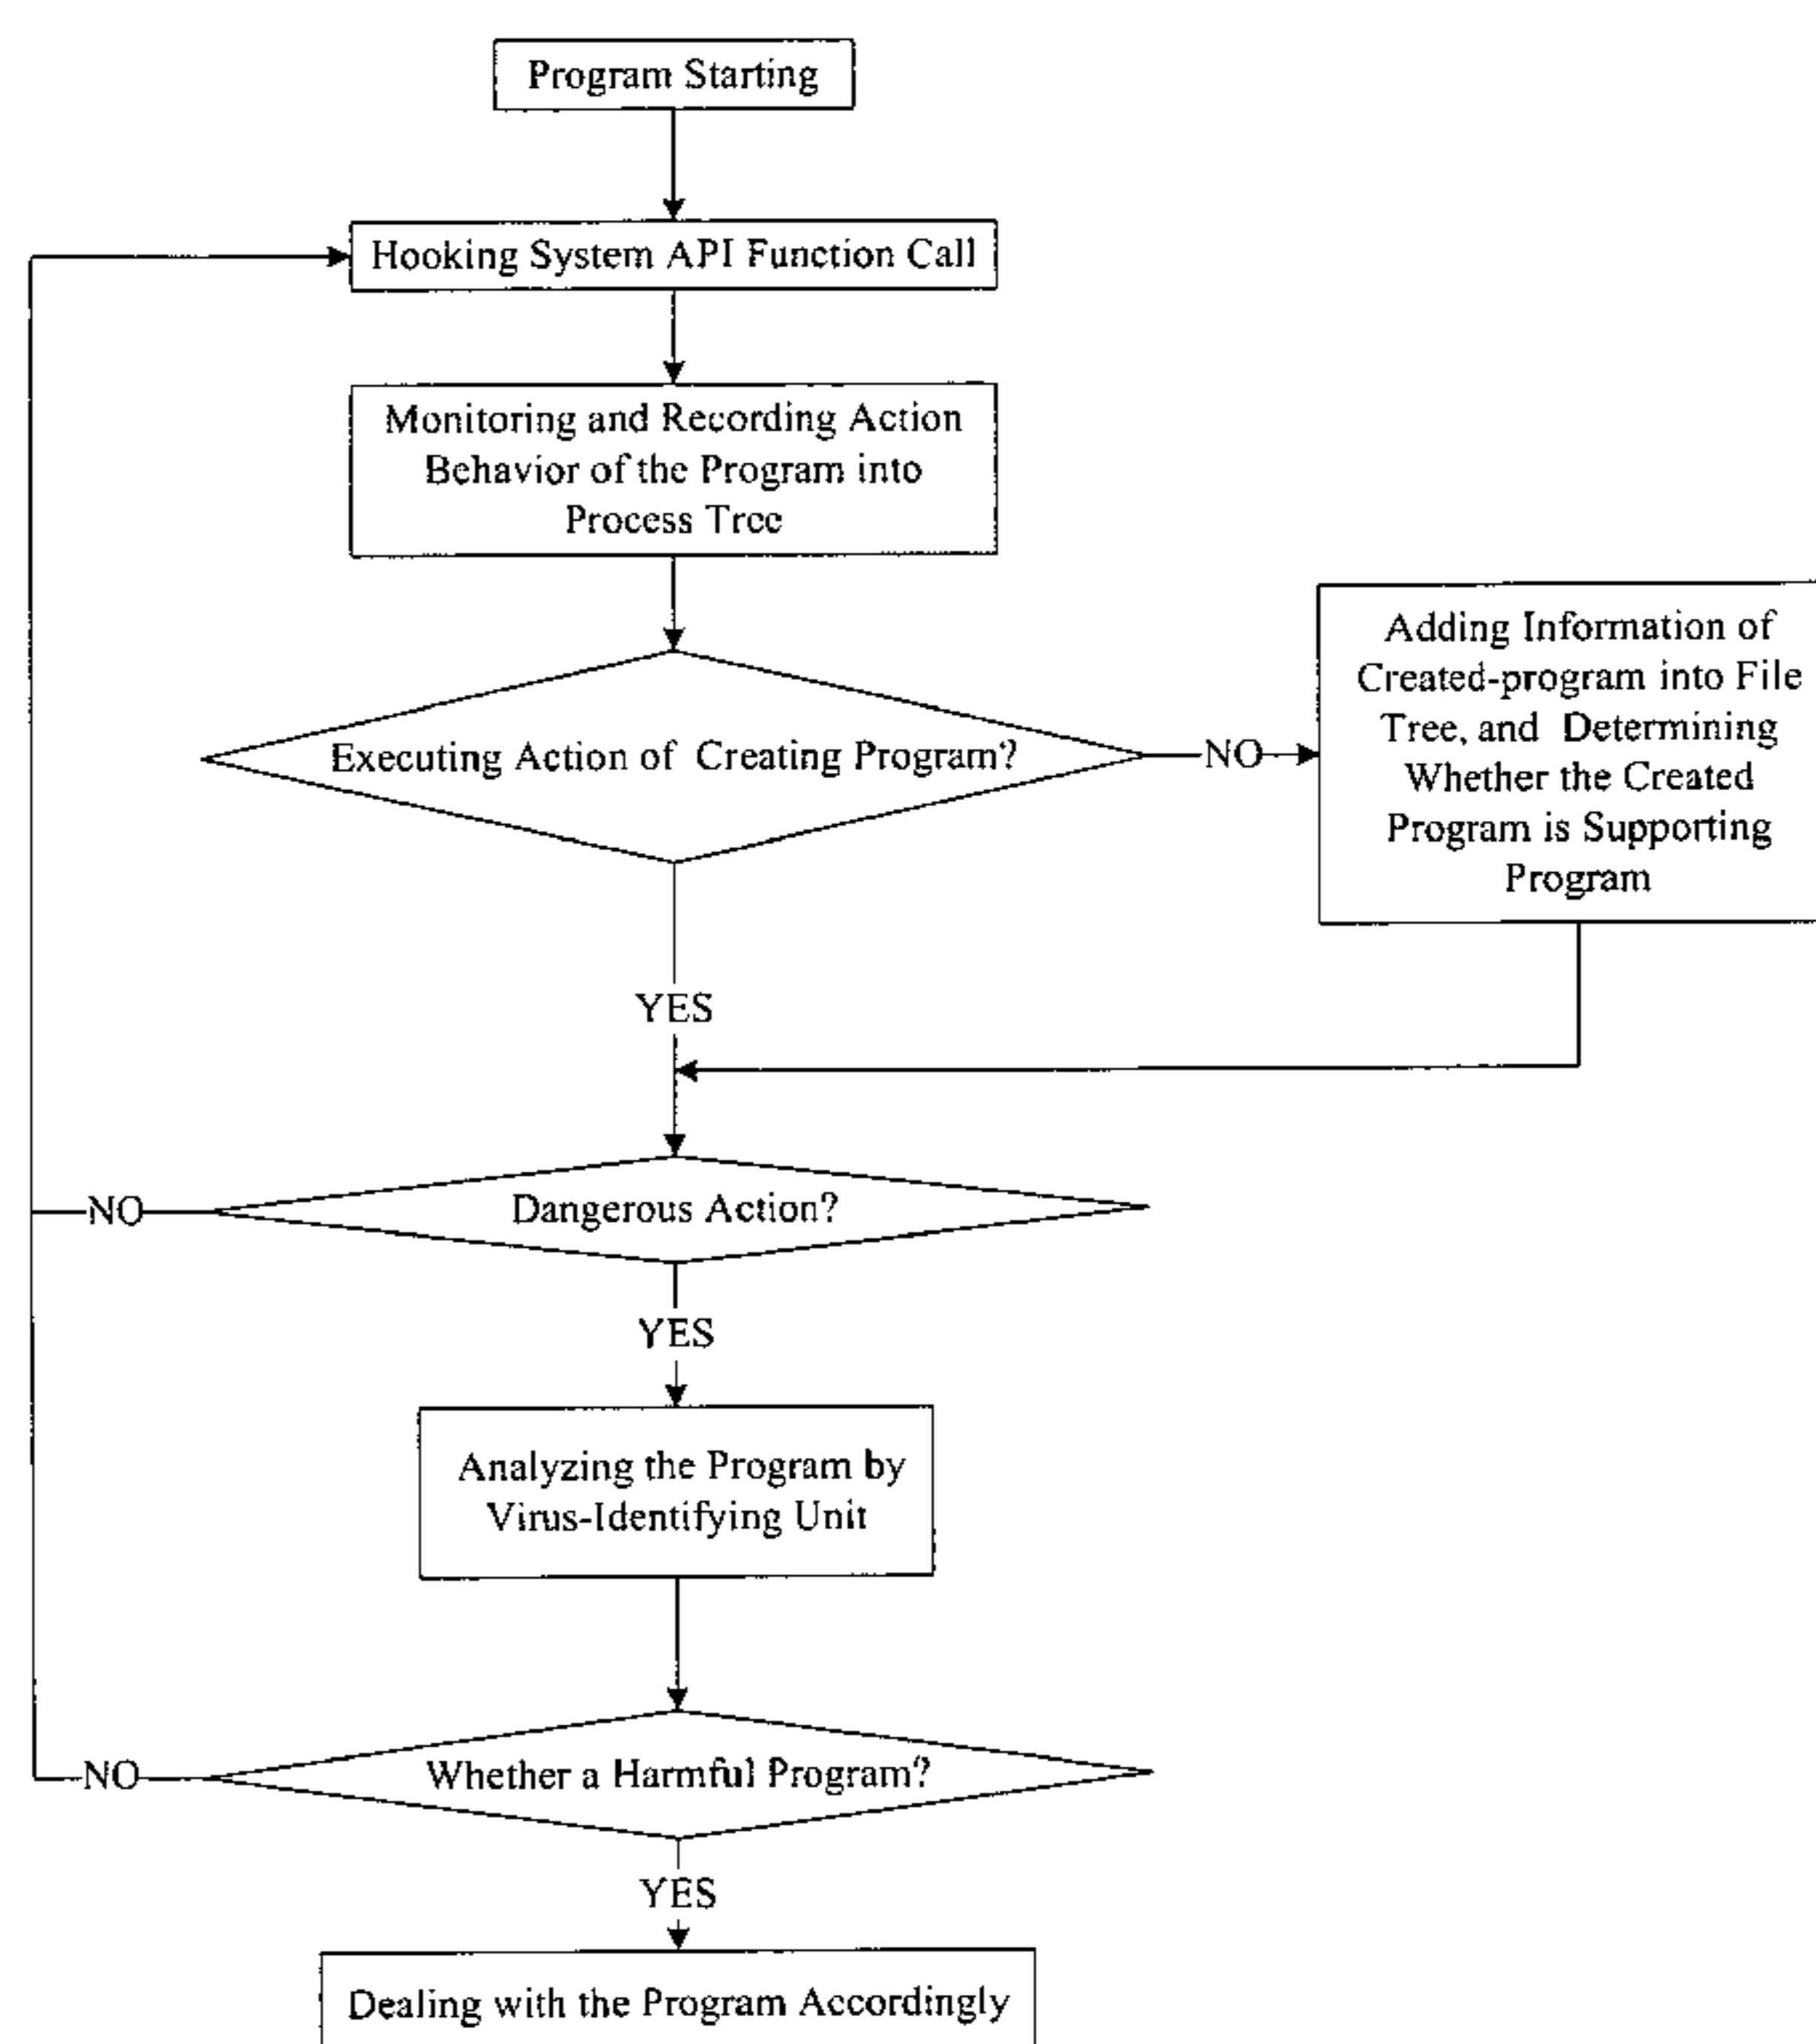 Program Starting
Hooking System API Function Call
Monitoring and Recording Action
Behavior of the Program into
Process Tree
Executing Action of Creating Program?
NO
Adding Information of
Created-program into File
Tree, and Determining
Whether the Created
Program is Supporting
Program
YES
Dangerous Action?
NO
YES
Analyzing the Program by
Virus-Identifying Unit
Whether a Harmful Program?
NO
YES
Dealing with the Program Accordingly